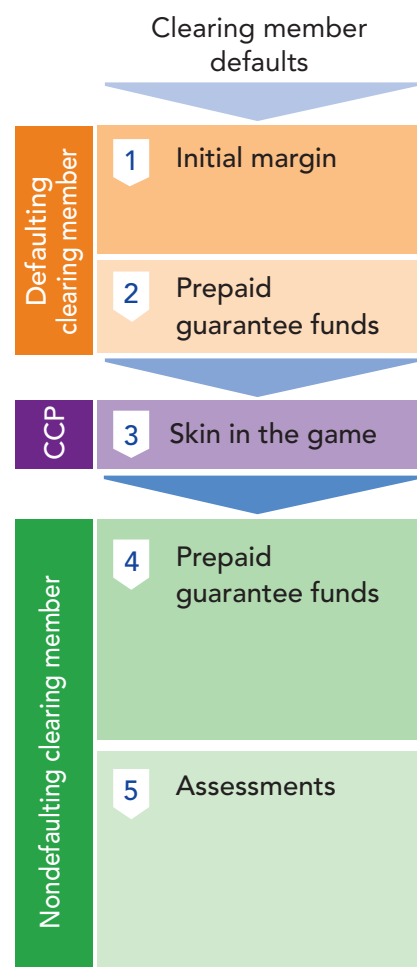 Clearing member
defaults
Defaulting
clearing member
1 Initial margin
2 Prepaid
guarantee funds
CCP
3 Skin in the game
Nondefaulting clearing member
4 Prepaid
guarantee funds
5 Assessments